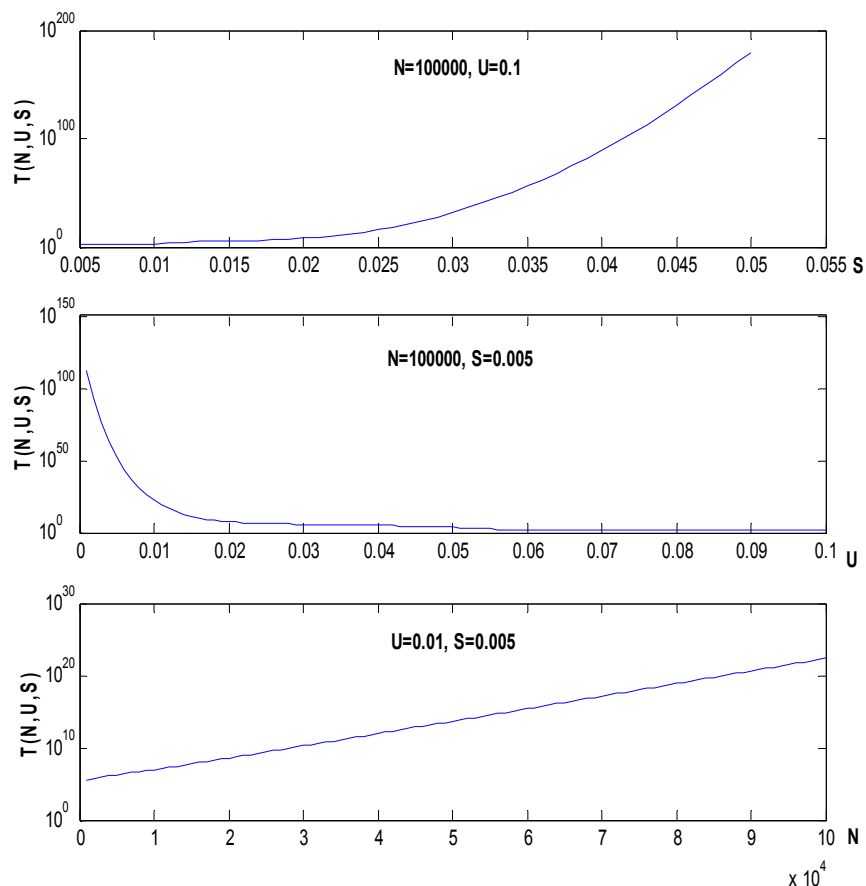 10^200
N=100000, U=0.1
10^100
10^0
T(N,U,S)
0.005 0.01 0.015 0.02 0.025 0.03 0.035 0.04 0.045 0.05 0.055 S
10^150
N=100000, S=0.005
10^100
10^50
10^0
T(N,U,S)
0 0.01 0.02 0.03 0.04 0.05 0.06 0.07 0.08 0.09 0.1 U
10^30
U=0.01, S=0.005
10^20
10^10
10^0
T(N,U,S)
0 1 2 3 4 5 6 7 8 9 10 N
x 10^4